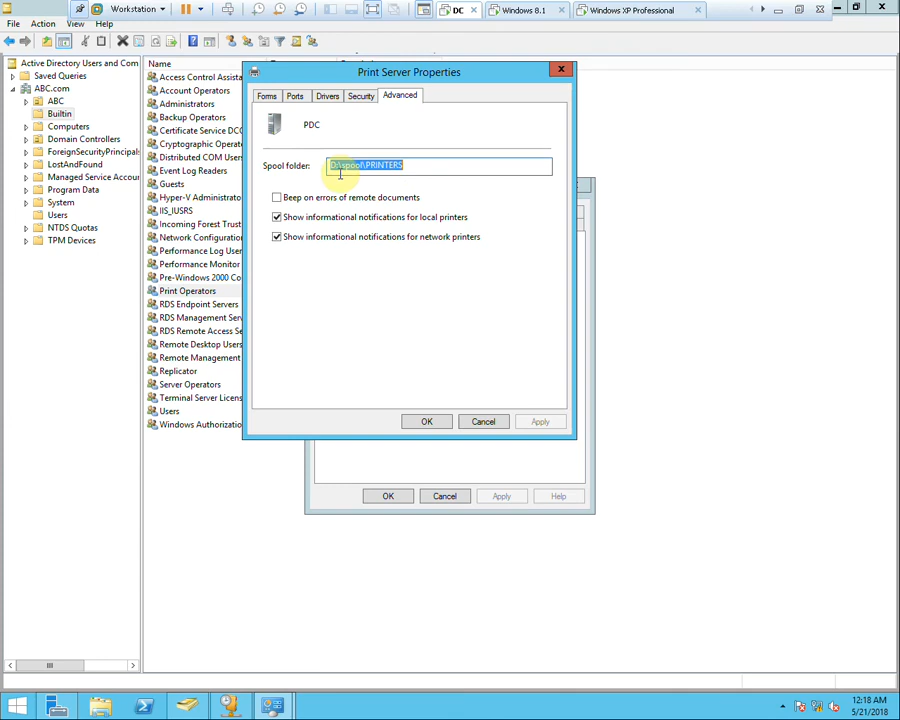 Workstation
DC
Windows 8.1
Windows XP Professional
File Action View Help
Active Directory Users and Com
Saved Queries
ABC.com
ABC
Builtin
Computers
Domain Controllers
ForeignSecurityPrincipals
LostAndFound
Managed Service Accour
Program Data
System
Users
NTDS Quotas
TPM Devices
Name
Access Control Assista
Account Operators
Administrators
Backup Operators
Certificate Service DCO
Cryptographic Operato
Distributed COM Users
Event Log Readers
Guests
Hyper-V Administrato
IIS_IUSRS
Incoming Forest Trust
Network Configuration
Performance Log User
Performance Monitor
Pre-Windows 2000 Co
Print Operators
RDS Endpoint Servers
RDS Management Serv
RDS Remote Access Se
Remote Desktop Users
Remote Management
Replicator
Server Operators
Terminal Server Licens
Users
Windows Authorizatio
Print Server Properties
Forms Ports Drivers Security Advanced
PDC
Spool folder: D:\spool\PRINTERS
Beep on errors of remote documents
Show informational notifications for local printers
Show informational notifications for network printers
OK Cancel Apply
OK Cancel Apply Help
12:18 AM
5/21/2018